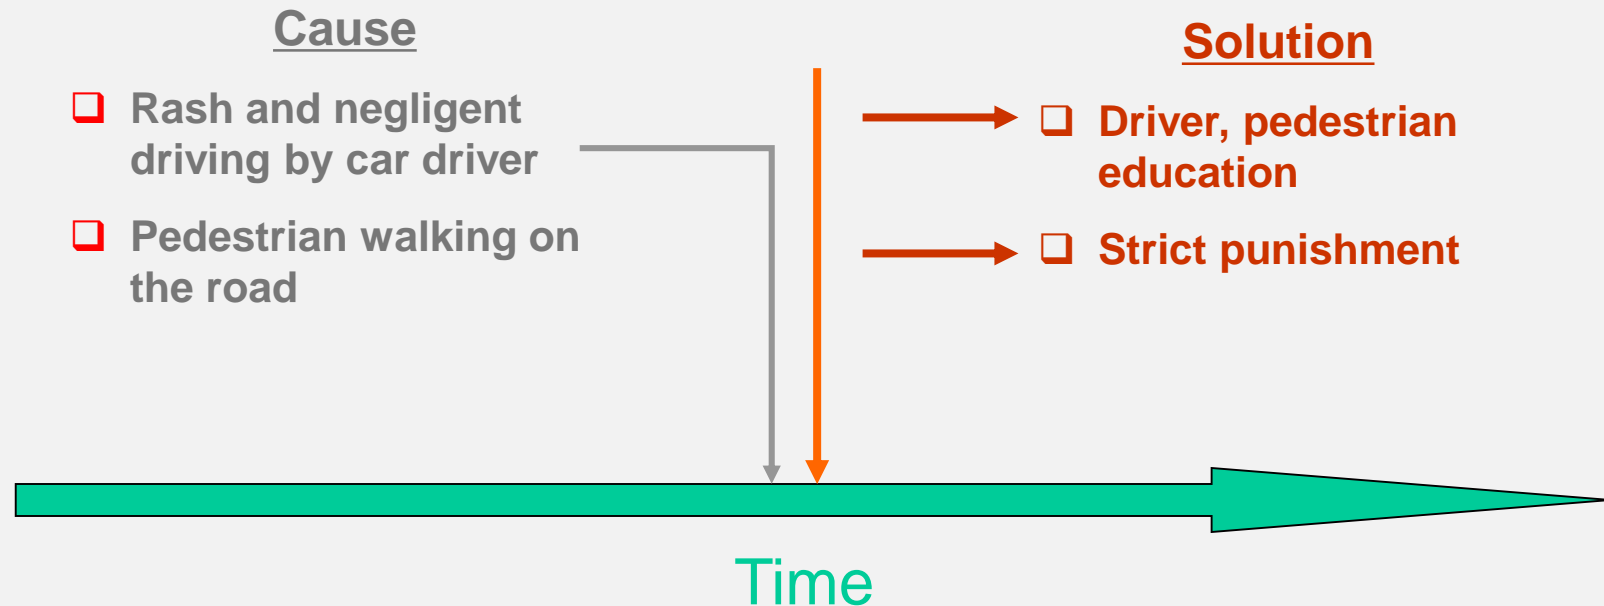 Cause
Rash and negligent
driving by car driver
Pedestrian walking on
the road
Solution
Driver, pedestrian
education
Strict punishment
Time